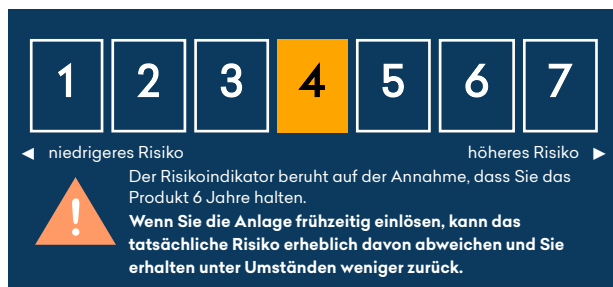 1 2 3 4 5 6 7
◄ niedrigeres Risiko höheres Risiko ►
Der Risikoindikator beruht auf der Annahme, dass Sie das
Produkt 6 Jahre halten.
Wenn Sie die Anlage frühzeitig einlösen, kann das
tatsächliche Risiko erheblich davon abweichen und Sie
erhalten unter Umständen weniger zurück.
!